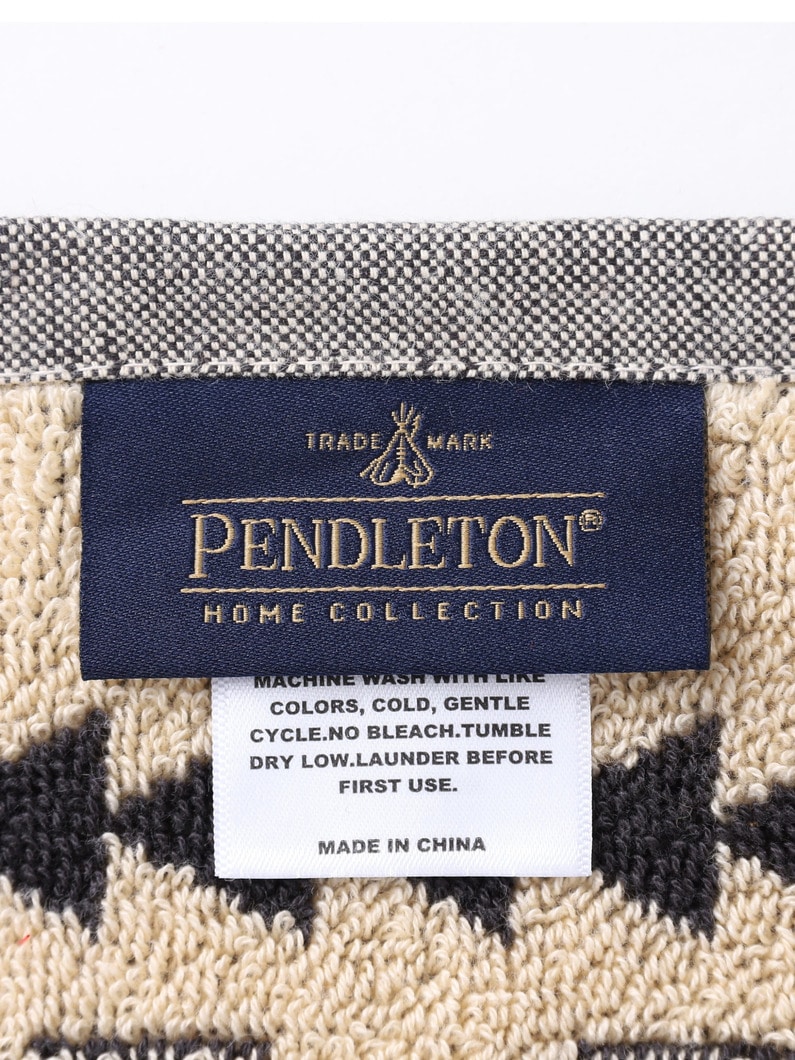 TRADE MARK
PENDLETON®
HOME COLLECTION
MACHINE WASH WITH LIKE
COLORS, COLD, GENTLE
CYCLE.NO BLEACH.TUMBLE
DRY LOW.LAUNDER BEFORE
FIRST USE.
MADE IN CHINA